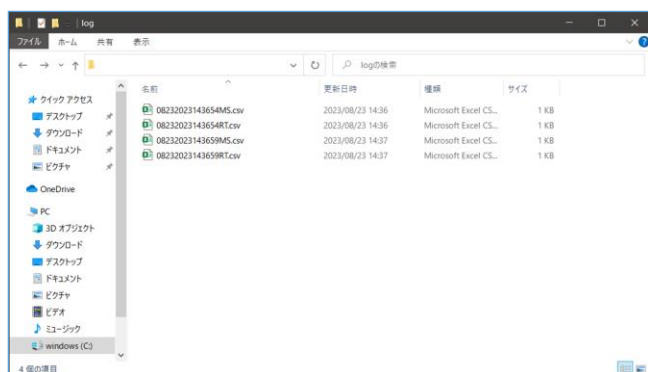 log
ファイル ホーム 共有 表示
logの検索
名前 更新日時 種類 サイズ
08232023143654MS.csv 2023/08/23 14:36 Microsoft Excel CS... 1 KB
08232023143654RT.csv 2023/08/23 14:36 Microsoft Excel CS... 1 KB
08232023143659MS.csv 2023/08/23 14:37 Microsoft Excel CS... 1 KB
08232023143659RT.csv 2023/08/23 14:37 Microsoft Excel CS... 1 KB
クイック アクセス
デスクトップ
ダウンロード
ドキュメント
ピクチャ
OneDrive
PC
3D オブジェクト
ダウンロード
デスクトップ
ドキュメント
ピクチャ
ビデオ
ミュージック
windows (C:)
4 個の項目